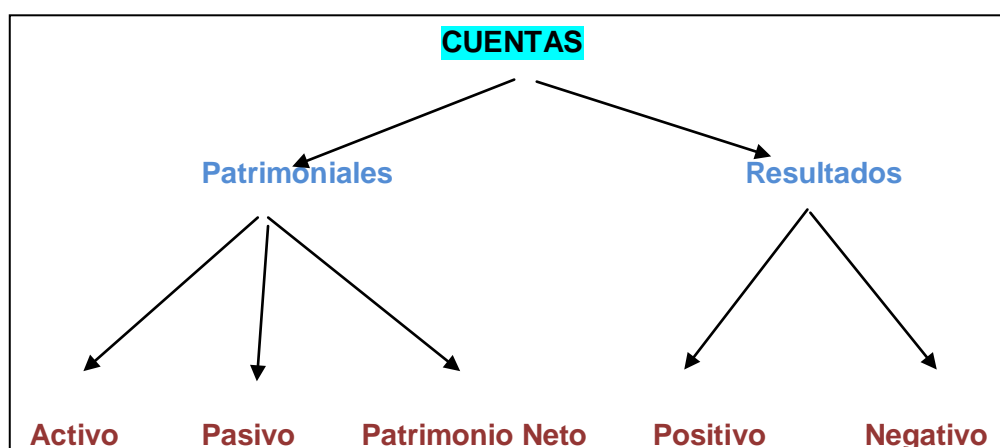 CUENTAS
Patrimoniales Resultados
Activo Pasivo Patrimonio Neto Positivo Negativo